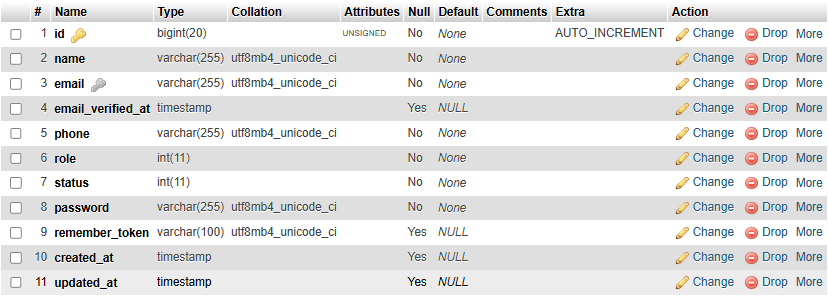 # Name Type Collation Attributes Null Default Comments Extra Action
1 id bigint(20) UNSIGNED No None AUTO_INCREMENT Change Drop More
2 name varchar(255) utf8mb4_unicode_ci No None Change Drop More
3 email varchar(255) utf8mb4_unicode_ci No None Change Drop More
4 email_verified_at timestamp Yes NULL Change Drop More
5 phone varchar(255) utf8mb4_unicode_ci No None Change Drop More
6 role int(11) No None Change Drop More
7 status int(11) No None Change Drop More
8 password varchar(255) utf8mb4_unicode_ci No None Change Drop More
9 remember_token varchar(100) utf8mb4_unicode_ci Yes NULL Change Drop More
10 created_at timestamp Yes NULL Change Drop More
11 updated_at timestamp Yes NULL Change Drop More